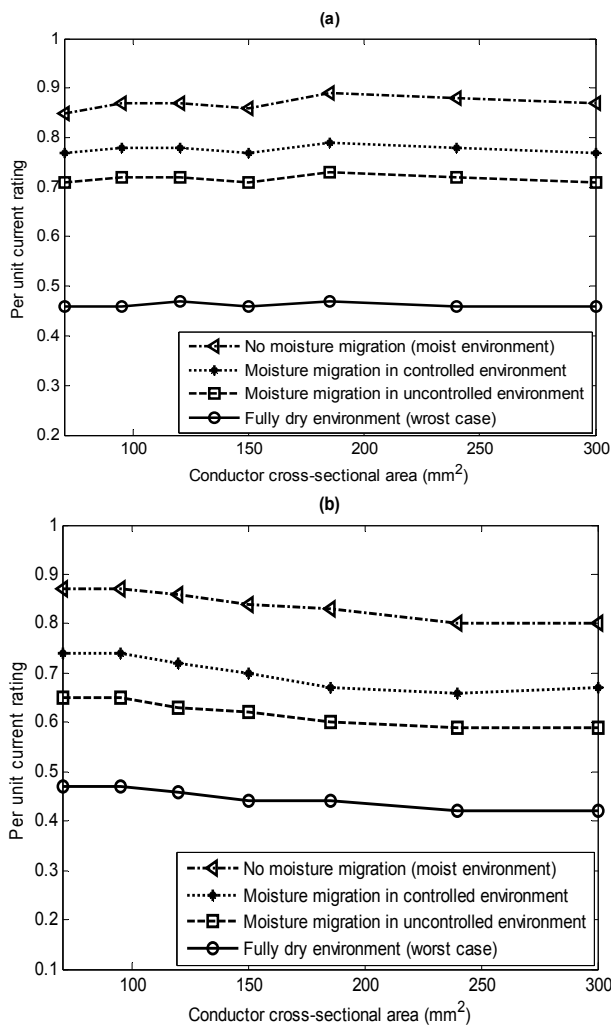 (a)
1
0.9
0.8
0.7
0.6
0.5
0.4
0.3
0.2
Per unit current rating
No moisture migration (moist environment)
Moisture migration in controlled environment
Moisture migration in uncontrolled environment
Fully dry environment (wrost case)
100 150 200 250 300
Conductor cross-sectional area (mm²)
(b)
1
0.9
0.8
0.7
0.6
0.5
0.4
0.3
0.2
0.1
Per unit current rating
No moisture migration (moist environment)
Moisture migration in controlled environment
Moisture migration in uncontrolled environment
Fully dry environment (worst case)
100 150 200 250 300
Conductor cross-sectional area (mm²)